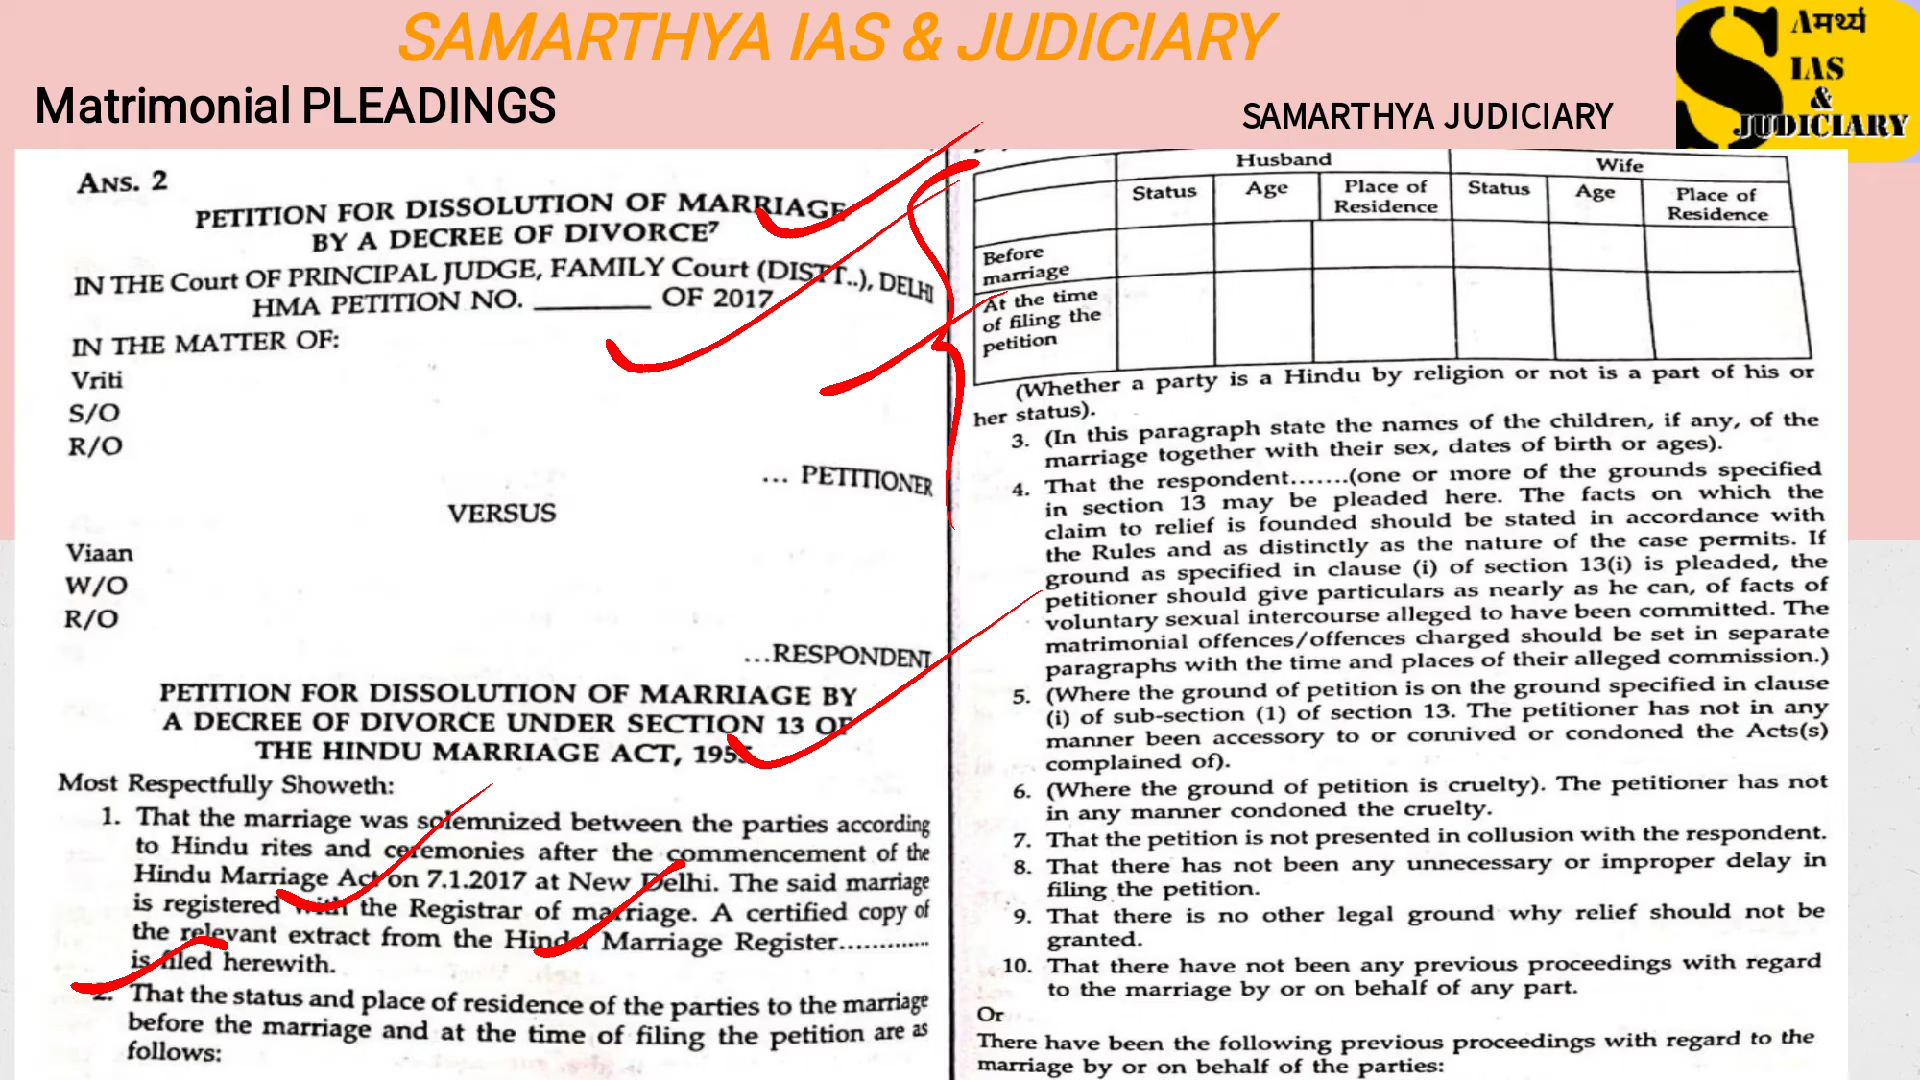 SAMARTHYA IAS & JUDICIARY
Matrimonial PLEADINGS
SAMARTHYA JUDICIARY
S Aमर्थ्य
IAS
&
JUDICIARY
ANS. 2
PETITION FOR DISSOLUTION OF MARRIAGE
BY A DECREE OF DIVORCE7
IN THE Court OF PRINCIPAL JUDGE, FAMILY Court (DISTT..), DELHI
HMA PETITION NO. ________ OF 2017
IN THE MATTER OF:
Vriti
S/O
R/O
... PETITIONER
VERSUS
Viaan
W/O
R/O
...RESPONDENT
PETITION FOR DISSOLUTION OF MARRIAGE BY
A DECREE OF DIVORCE UNDER SECTION 13 OF
THE HINDU MARRIAGE ACT, 1955
Most Respectfully Showeth:
1. That the marriage was solemnized between the parties according
to Hindu rites and ceremonies after the commencement of the
Hindu Marriage Act on 7.1.2017 at New Delhi. The said marriage
is registered with the Registrar of marriage. A certified copy of
the relevant extract from the Hindu Marriage Register............
is filed herewith.
2. That the status and place of residence of the parties to the marriage
before the marriage and at the time of filing the petition are as
follows:
Husband Wife
Status Age Place of Residence Status Age Place of Residence
Before marriage
At the time of filing the petition
(Whether a party is a Hindu by religion or not is a part of his or
her status).
3. (In this paragraph state the names of the children, if any, of the
marriage together with their sex, dates of birth or ages).
4. That the respondent.......(one or more of the grounds specified
in section 13 may be pleaded here. The facts on which the
claim to relief is founded should be stated in accordance with
the Rules and as distinctly as the nature of the case permits. If
ground as specified in clause (i) of section 13(i) is pleaded, the
petitioner should give particulars as nearly as he can, of facts of
voluntary sexual intercourse alleged to have been committed. The
matrimonial offences/offences charged should be set in separate
paragraphs with the time and places of their alleged commission.)
5. (Where the ground of petition is on the ground specified in clause
(i) of sub-section (1) of section 13. The petitioner has not in any
manner been accessory to or connived or condoned the Acts(s)
complained of).
6. (Where the ground of petition is cruelty). The petitioner has not
in any manner condoned the cruelty.
7. That the petition is not presented in collusion with the respondent.
8. That there has not been any unnecessary or improper delay in
filing the petition.
9. That there is no other legal ground why relief should not be
granted.
10. That there have not been any previous proceedings with regard
to the marriage by or on behalf of any part.
Or
There have been the following previous proceedings with regard to the
marriage by or on behalf of the parties: